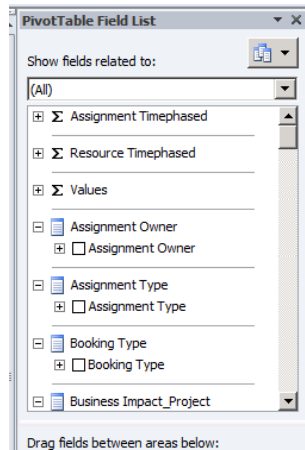 PivotTable Field List
Show fields related to:
(All)
Σ Assignment Timephased
Σ Resource Timephased
Σ Values
Assignment Owner
Assignment Owner
Assignment Type
Assignment Type
Booking Type
Booking Type
Business Impact_Project
Drag fields between areas below: